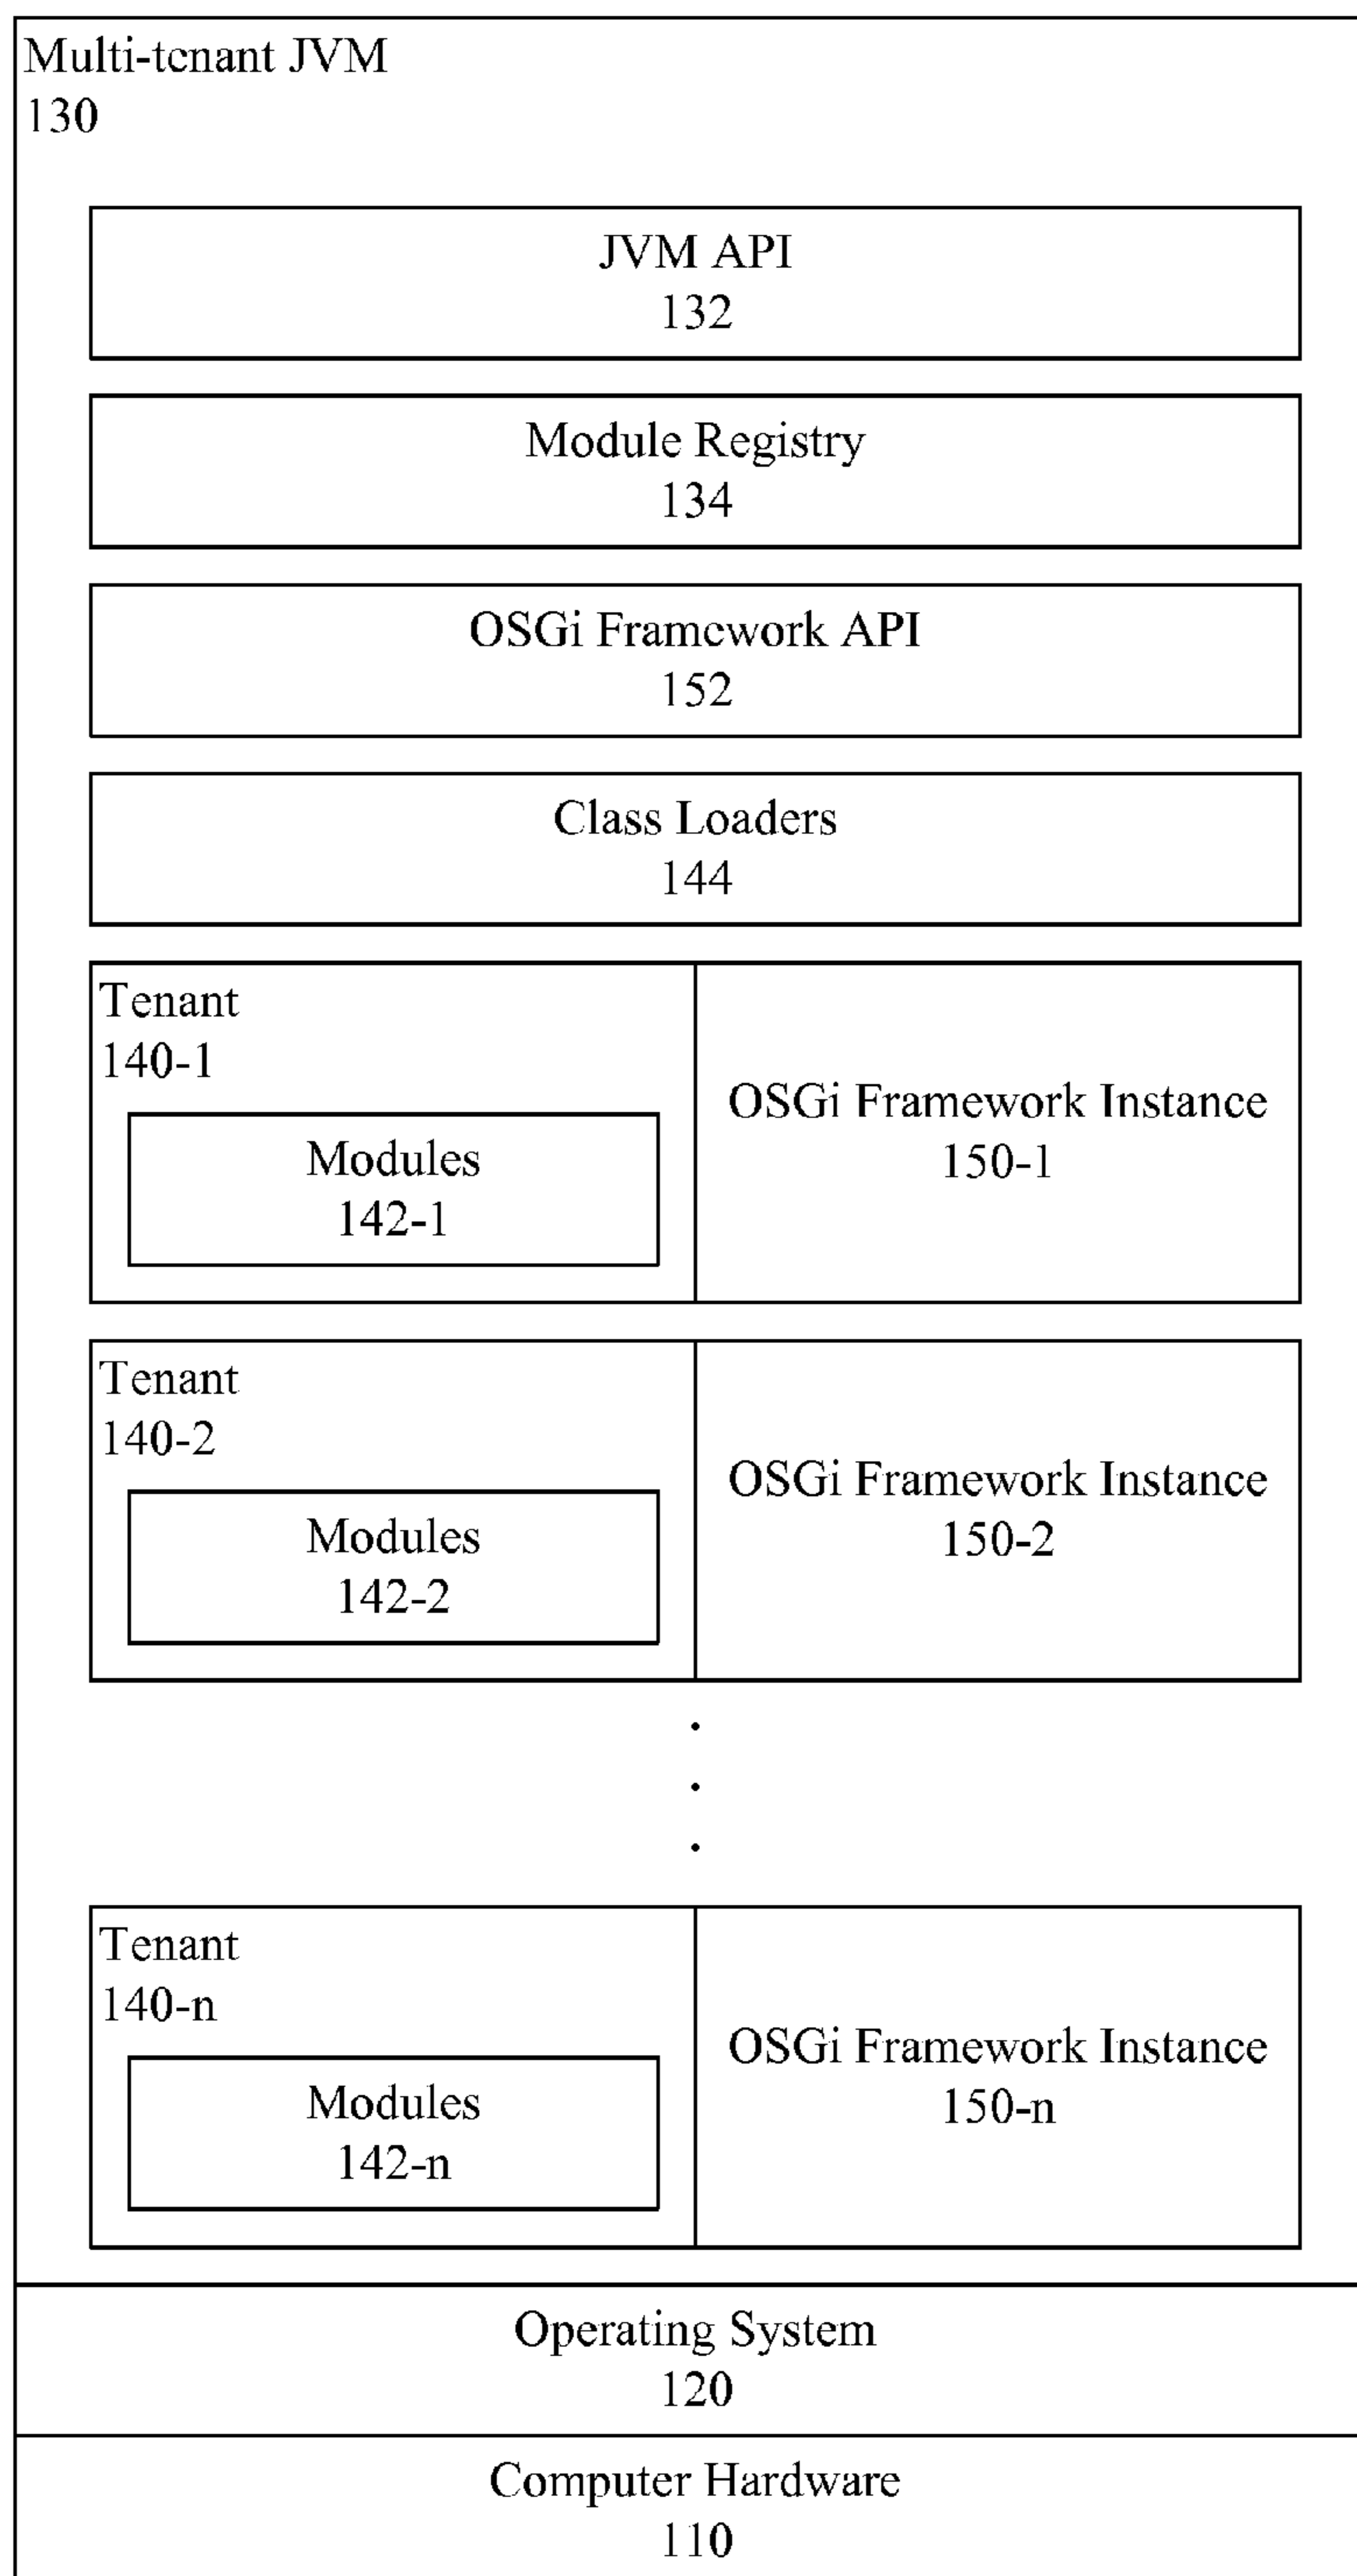 Multi-tenant JVM
130
JVM API
132
Module Registry
134
OSGi Framework API
152
Class Loaders
144
Tenant
140-1
Modules
142-1
OSGi Framework Instance
150-1
Tenant
140-2
Modules
142-2
OSGi Framework Instance
150-2
Tenant
140-n
Modules
142-n
OSGi Framework Instance
150-n
Operating System
120
Computer Hardware
110